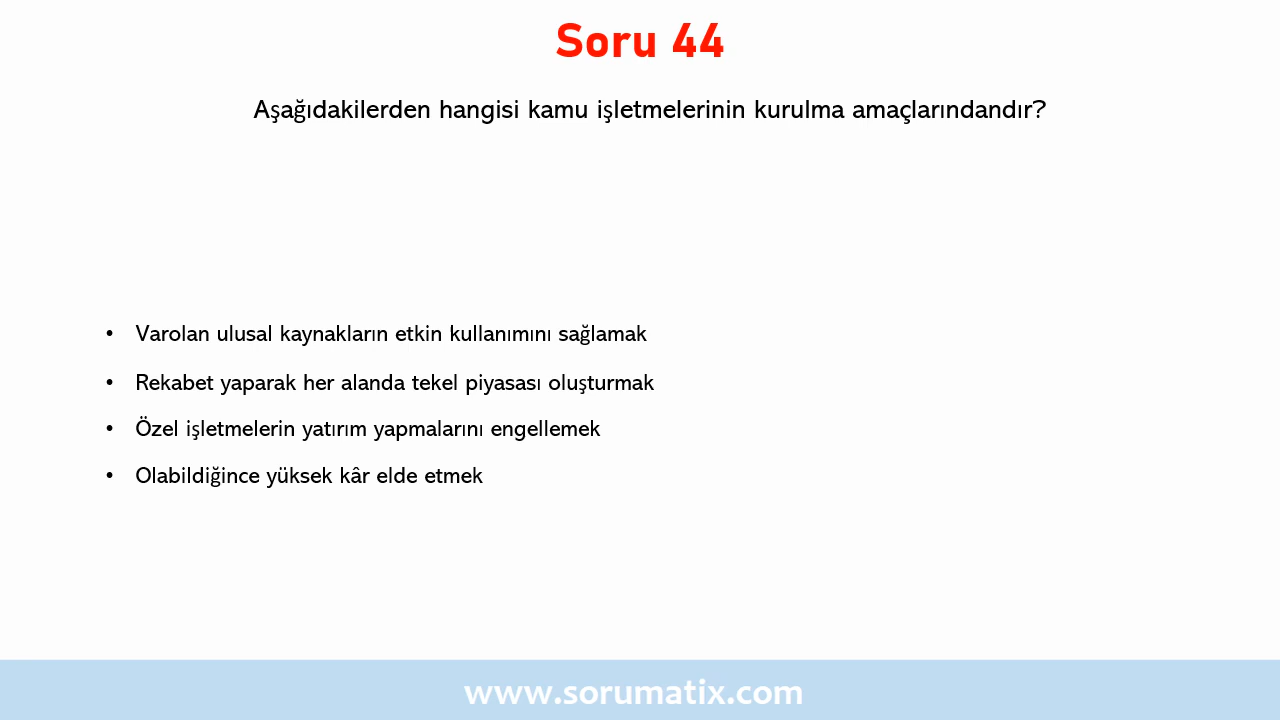 Soru 44
Aşağıdakilerden hangisi kamu işletmelerinin kurulma amaçlarındandır?
• Varolan ulusal kaynakların etkin kullanımını sağlamak
• Rekabet yaparak her alanda tekel piyasası oluşturmak
• Özel işletmelerin yatırım yapmalarını engellemek
• Olabildiğince yüksek kâr elde etmek
www.sorumatix.com